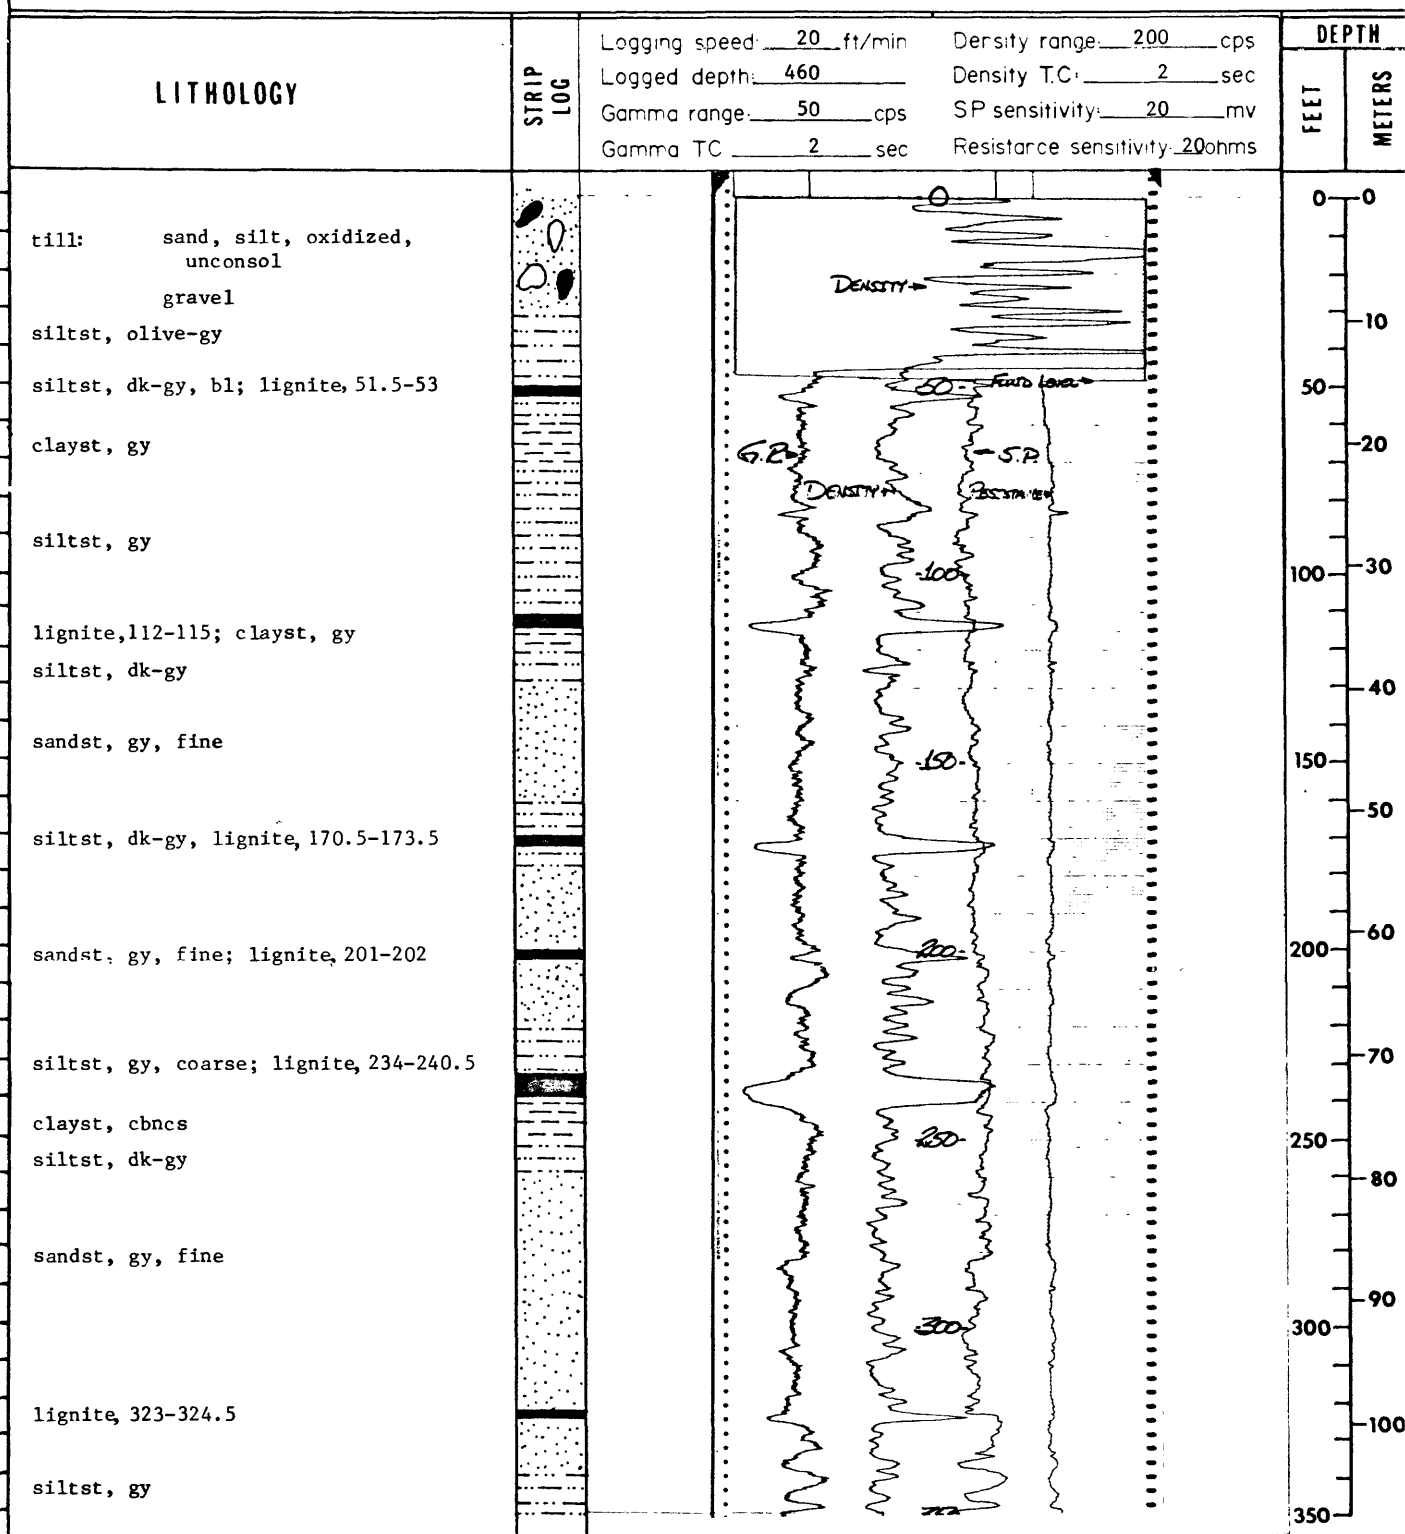 LITHOLOGY
STRIP LOG
Logging speed: 20 ft/min
Logged depth: 460
Gamma range: 50 cps
Gamma TC 2 sec
Density range: 200 cps
Density T.C: 2 sec
SP sensitivity: 20 mv
Resistance sensitivity: 20 ohms
DEPTH
FEET
METERS
till: sand, silt, oxidized,
unconsol
gravel
siltst, olive-gy
siltst, dk-gy, bl; lignite, 51.5-53
clayst, gy
siltst, gy
lignite, 112-115; clayst, gy
siltst, dk-gy
sandst, gy, fine
siltst, dk-gy, lignite, 170.5-173.5
sandst, gy, fine; lignite, 201-202
siltst, gy, coarse; lignite, 234-240.5
clayst, cbncs
siltst, dk-gy
sandst, gy, fine
lignite, 323-324.5
siltst, gy
0
DENSITY
50
FLUID LEVEL
G.R.
S.P.
DENSITY
100
150
200
250
300
0
50
100
150
200
250
300
350
0
10
20
30
40
50
60
70
80
90
100